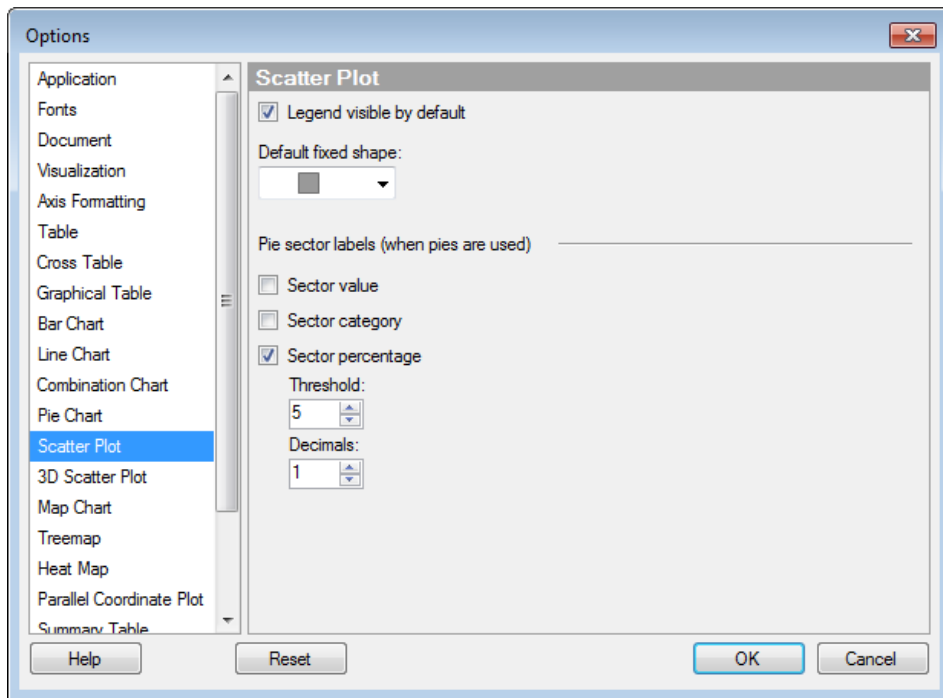 Options
Application
Fonts
Document
Visualization
Axis Formatting
Table
Cross Table
Graphical Table
Bar Chart
Line Chart
Combination Chart
Pie Chart
Scatter Plot
3D Scatter Plot
Map Chart
Treemap
Heat Map
Parallel Coordinate Plot
Summary Table
Scatter Plot
Legend visible by default
Default fixed shape:
Pie sector labels (when pies are used)
Sector value
Sector category
Sector percentage
Threshold:
5
Decimals:
1
Help
Reset
OK
Cancel